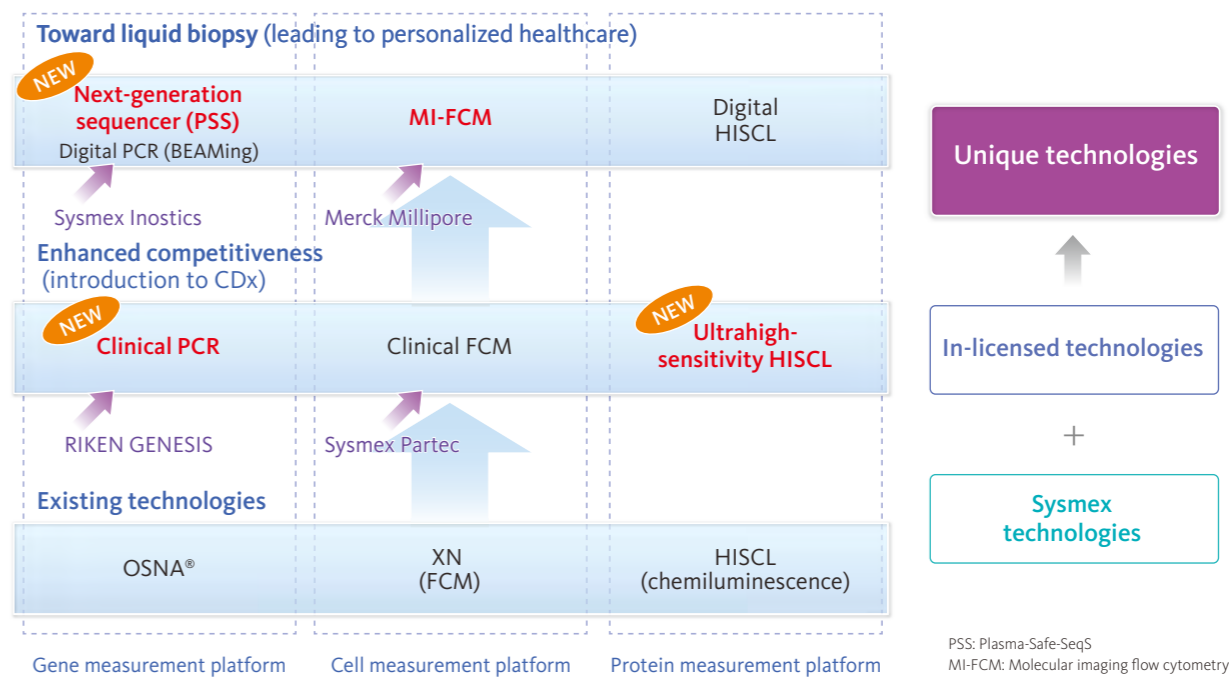 Toward liquid biopsy (leading to personalized healthcare)
NEW
Next-generation
sequencer (PSS)
Digital PCR (BEAMing)
MI-FCM
Digital
HISCL
Sysmex Inostics
Merck Millipore
Enhanced competitiveness
(introduction to CDx)
NEW
Clinical PCR
Clinical FCM
NEW
Ultrahigh-
sensitivity HISCL
RIKEN GENESIS
Sysmex Partec
Existing technologies
OSNA®
XN
(FCM)
HISCL
(chemiluminescence)
Gene measurement platform
Cell measurement platform
Protein measurement platform
Unique technologies
In-licensed technologies
+
Sysmex
technologies
PSS: Plasma-Safe-SeqS
MI-FCM: Molecular imaging flow cytometry